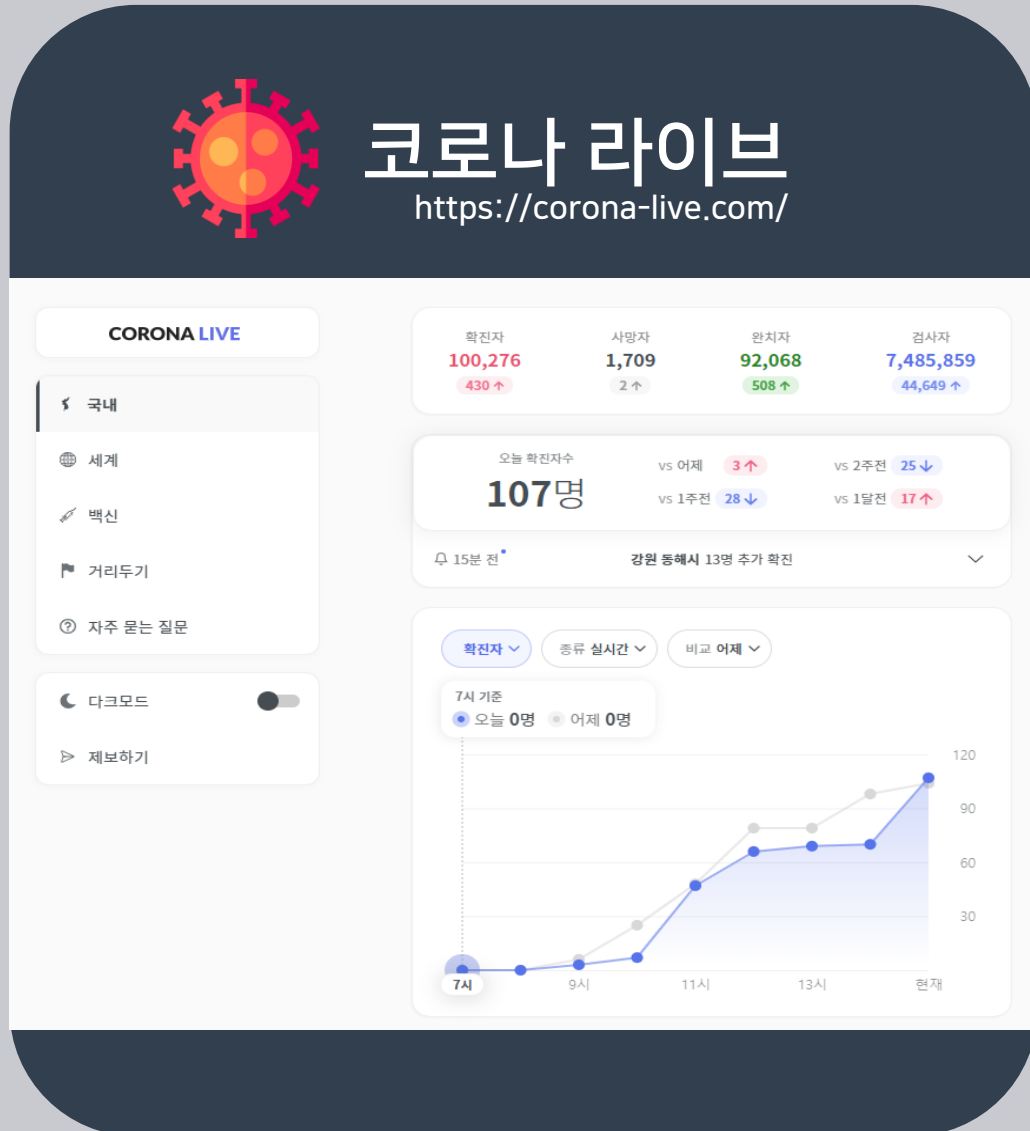 코로나 라이브
https://corona-live.com/
CORONA LIVE
국내
세계
백신
거리두기
자주 묻는 질문
다크모드
제보하기
확진자 사망자 완치자 검사자
100,276 1,709 92,068 7,485,859
430 ↑ 2 ↑ 508 ↑ 44,649 ↑
오늘 확진자수
107명
vs 어제 3 ↑ vs 2주전 25 ↓
vs 1주전 28 ↓ vs 1달전 17 ↑
15분 전 강원 동해시 13명 추가 확진
확진자 종류 실시간 비교 어제
7시 기준
오늘 0명 어제 0명
120
90
60
30
7시 9시 11시 13시 현재